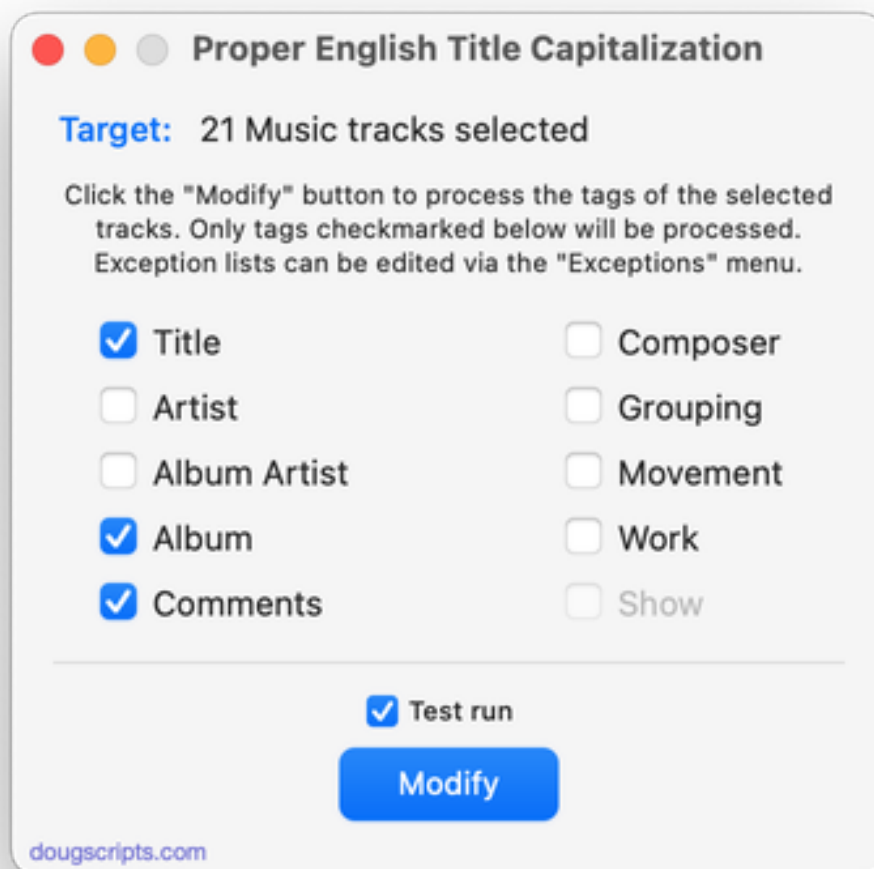 Proper English Title Capitalization
Target: 21 Music tracks selected
Click the "Modify" button to process the tags of the selected
tracks. Only tags checkmarked below will be processed.
Exception lists can be edited via the "Exceptions" menu.
Title
Composer
Artist
Grouping
Album Artist
Movement
Album
Work
Comments
Show
Test run
Modify
dougscripts.com